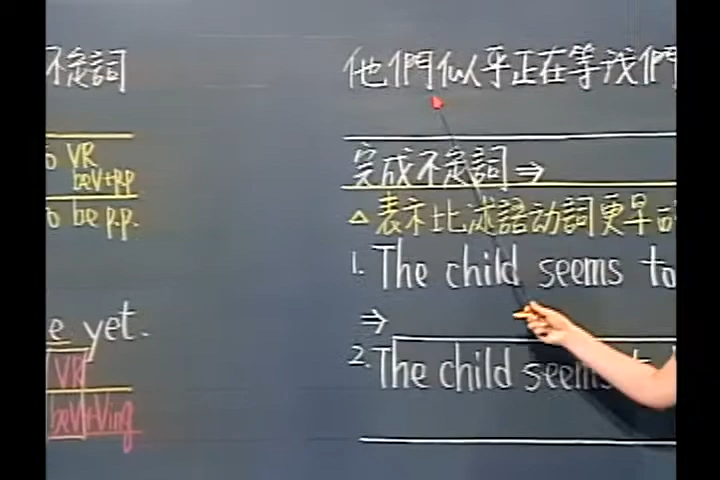 不定詞
VR
beV+p.p.
be p.p.
e yet.
VR
beV+Ving
他們似乎正在等我們
完成不定詞⇒
△表示比述語动詞更早的
1. The child seems to
⇒
2. The child seems